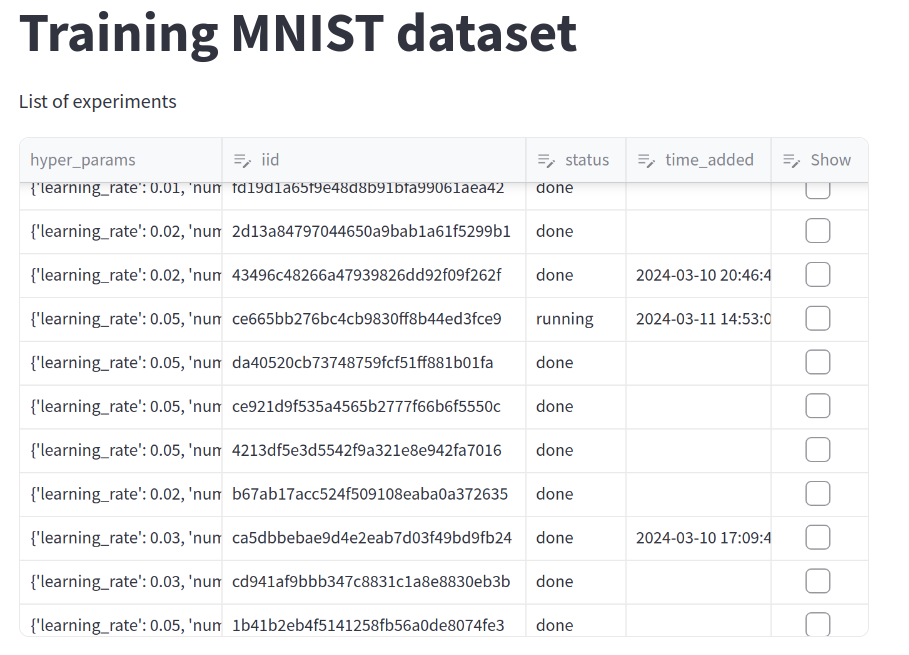 Training MNIST dataset
List of experiments
hyper_params iid status time_added Show
{'learning_rate': 0.01, 'num fd19d1a65f9e48d8b91bfa99061aea42 done
{'learning_rate': 0.02, 'num 2d13a84797044650a9bab1a61f5299b1 done
{'learning_rate': 0.02, 'num 43496c48266a47939826dd92f09f262f done 2024-03-10 20:46:4
{'learning_rate': 0.05, 'num ce665bb276bc4cb9830ff8b44ed3fce9 running 2024-03-11 14:53:0
{'learning_rate': 0.05, 'num da40520cb73748759fcf51ff881b01fa done
{'learning_rate': 0.05, 'num ce921d9f535a4565b2777f66b6f5550c done
{'learning_rate': 0.05, 'num 4213df5e3d5542f9a321e8e942fa7016 done
{'learning_rate': 0.02, 'num b67ab17acc524f509108eaba0a372635 done
{'learning_rate': 0.03, 'num ca5dbbebae9d4e2eab7d03f49bd9fb24 done 2024-03-10 17:09:4
{'learning_rate': 0.03, 'num cd941af9bbb347c8831c1a8e8830eb3b done
{'learning_rate': 0.05, 'num 1b41b2eb4f5141258fb56a0de8074fe3 done